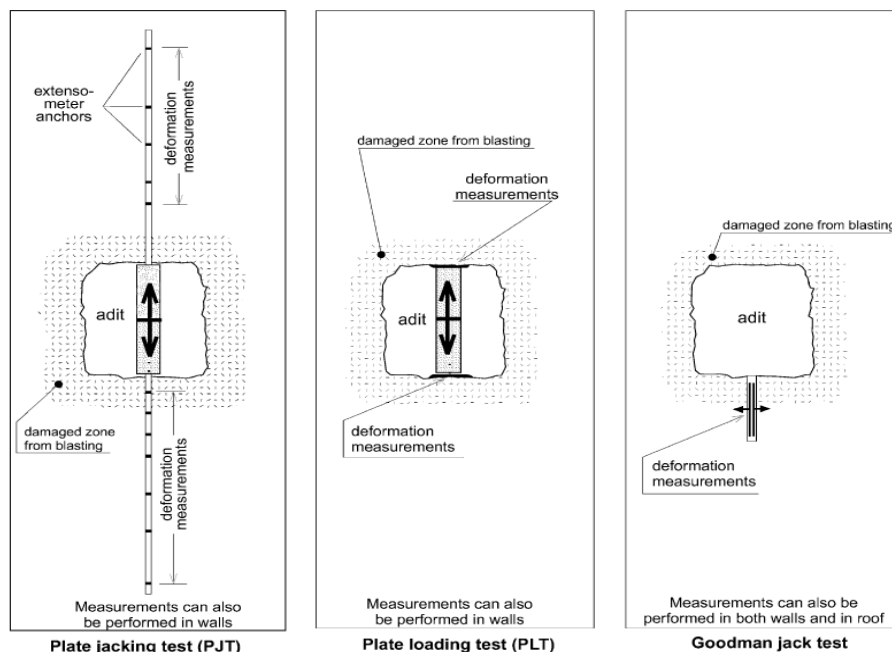 extenso-
meter
anchors
deformation
measurements
adit
damaged zone
from blasting
deformation
measurements
Measurements can also
be performed in walls
Plate jacking test (PJT)
damaged zone from blasting
deformation
measurements
adit
deformation
measurements
Measurements can also
be performed in walls
Plate loading test (PLT)
damaged zone from blasting
adit
deformation
measurements
Measurements can also be
performed in both walls and in roof
Goodman jack test